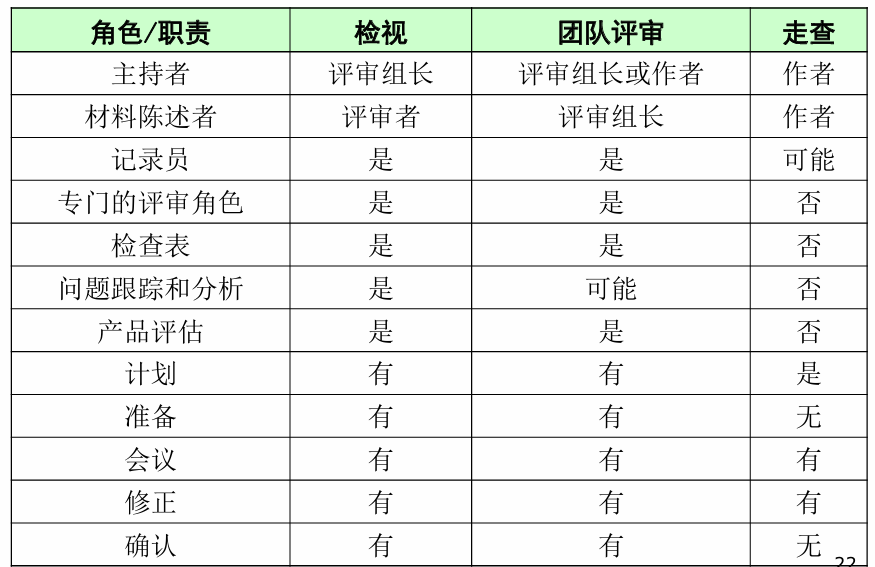 角色/职责 检视 团队评审 走查
主持者 评审组长 评审组长或作者 作者
材料陈述者 评审者 评审组长 作者
记录员 是 是 可能
专门的评审角色 是 是 否
检查表 是 是 否
问题跟踪和分析 是 可能 否
产品评估 是 是 否
计划 有 有 是
准备 有 有 无
会议 有 有 有
修正 有 有 有
确认 有 有 无
22